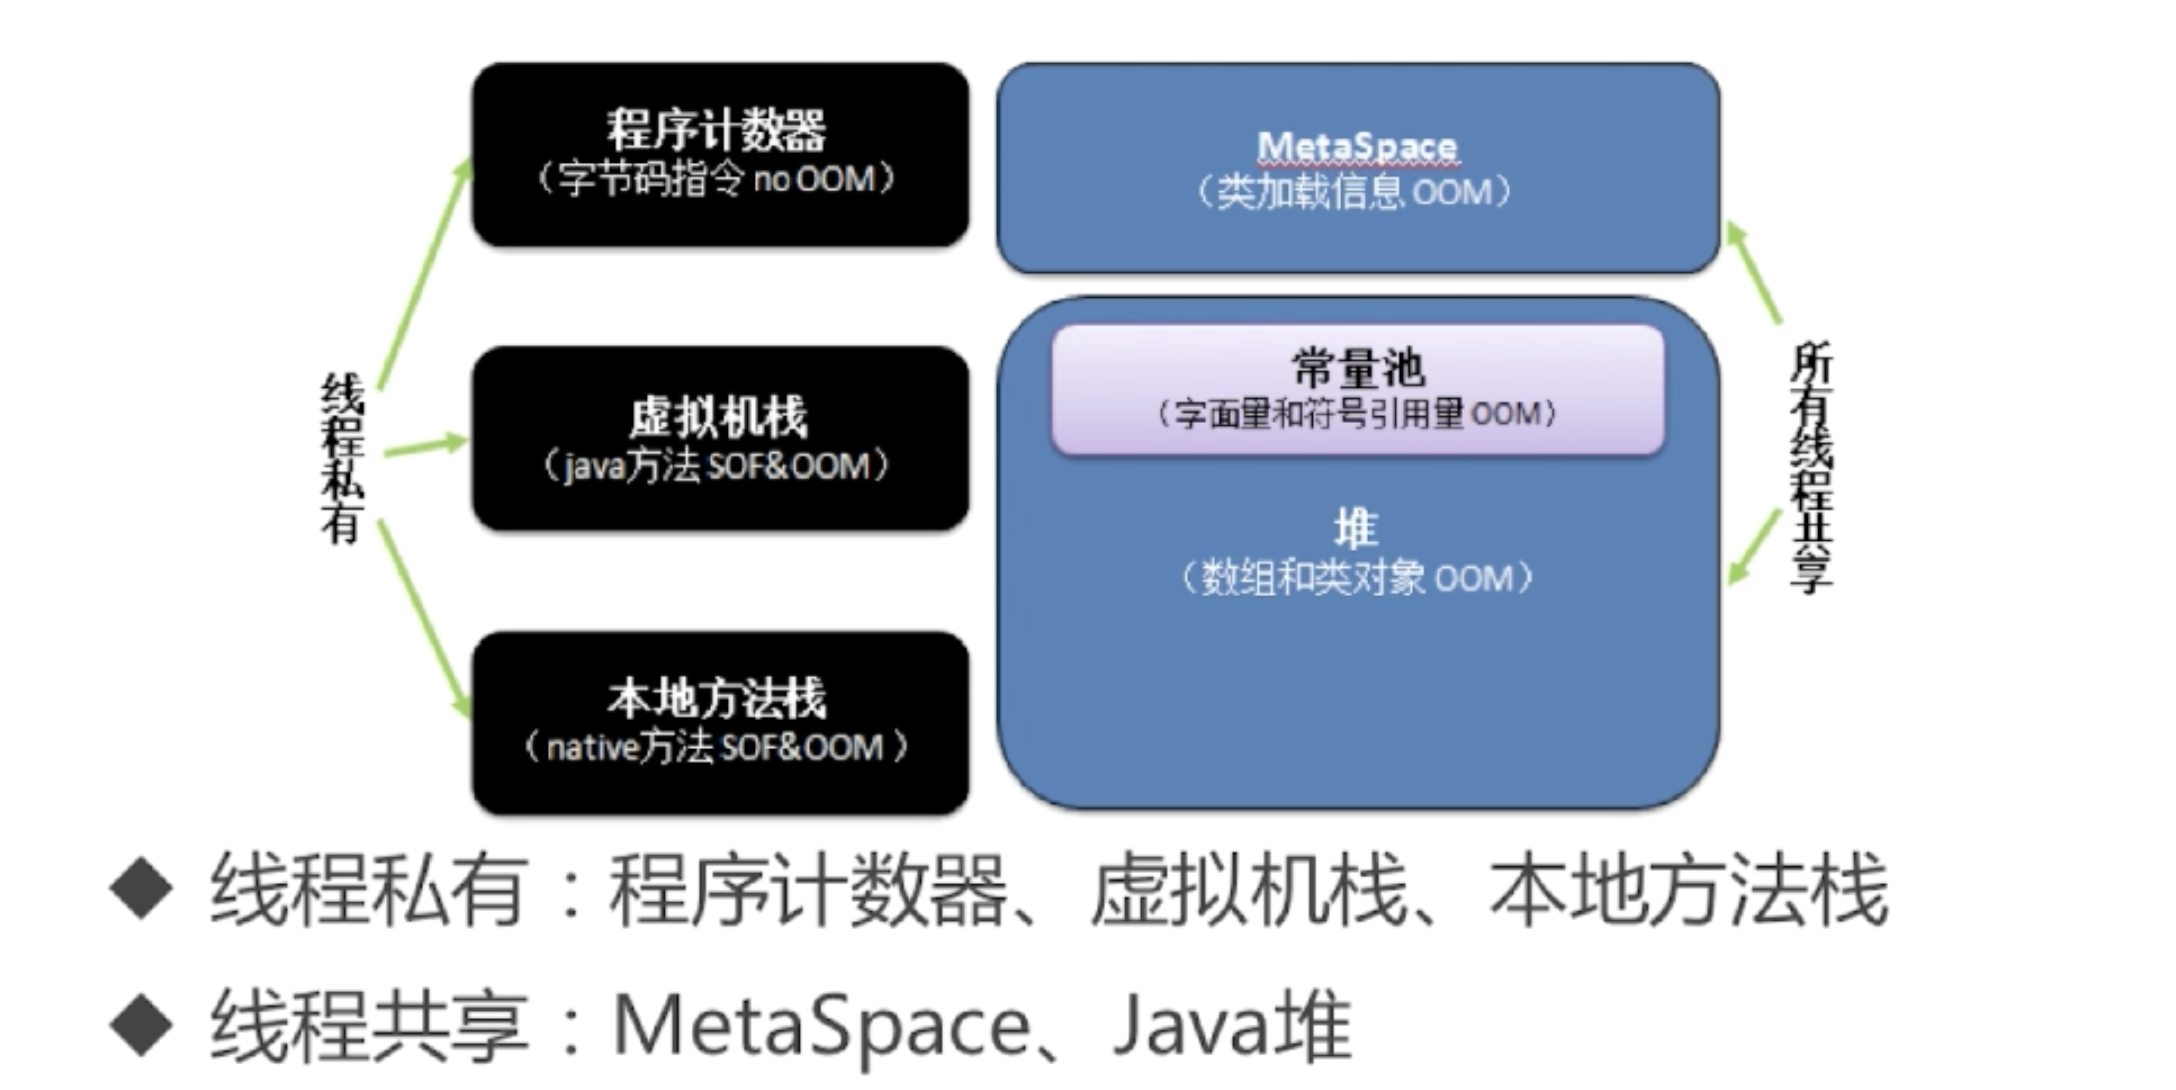 程序计数器
（字节码指令 no OOM）
MetaSpace
（类加载信息 OOM）
线程私有
虚拟机栈
（java方法 SOF&OOM）
常量池
（字面量和符号引用量 OOM）
堆
（数组和类对象 OOM）
所有线程共享
本地方法栈
（native方法 SOF&OOM ）
◆ 线程私有：程序计数器、虚拟机栈、本地方法栈
◆ 线程共享：MetaSpace、Java堆